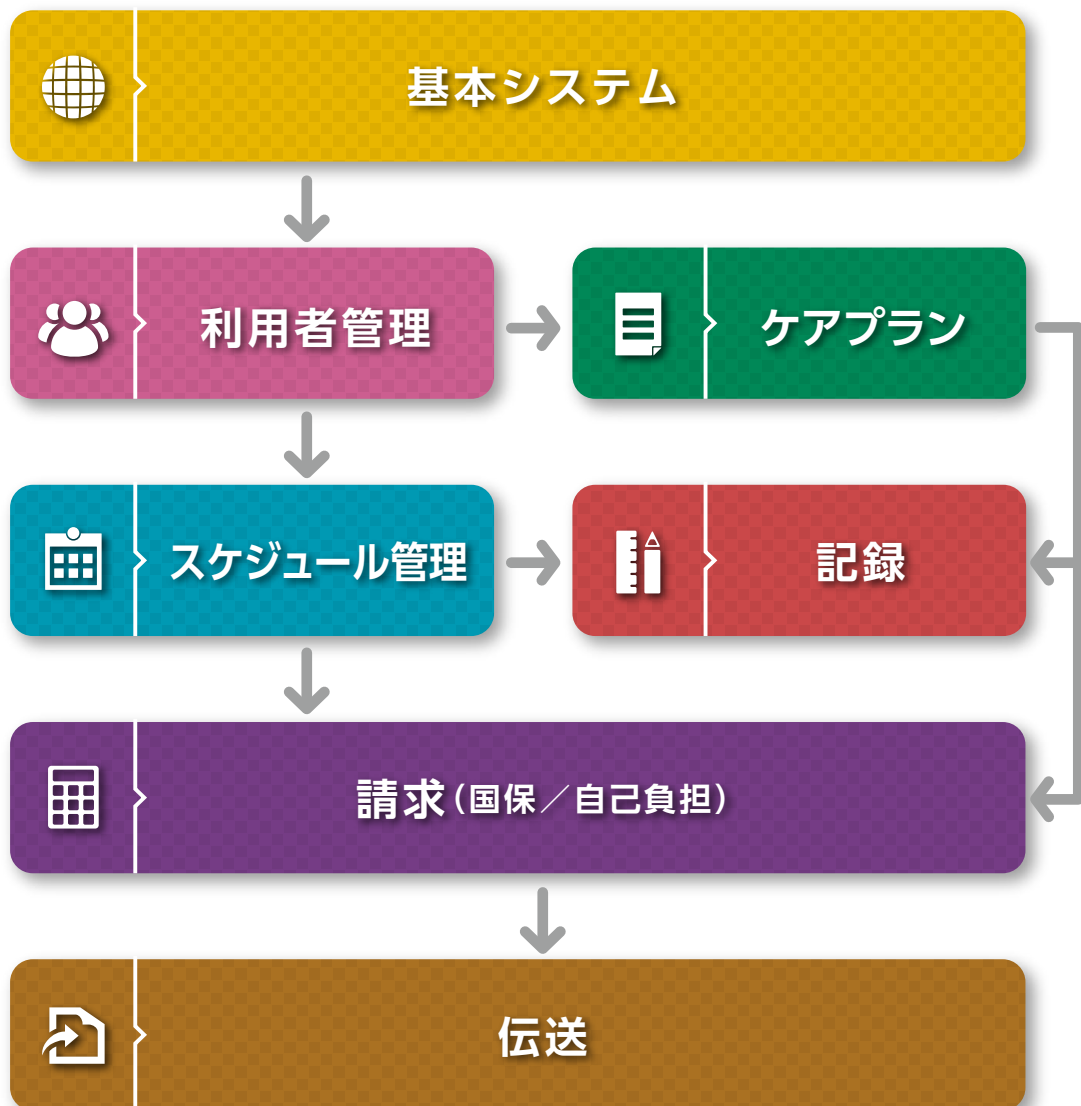 基本システム
利用者管理
ケアプラン
スケジュール管理
記録
請求(国保／自己負担)
伝送